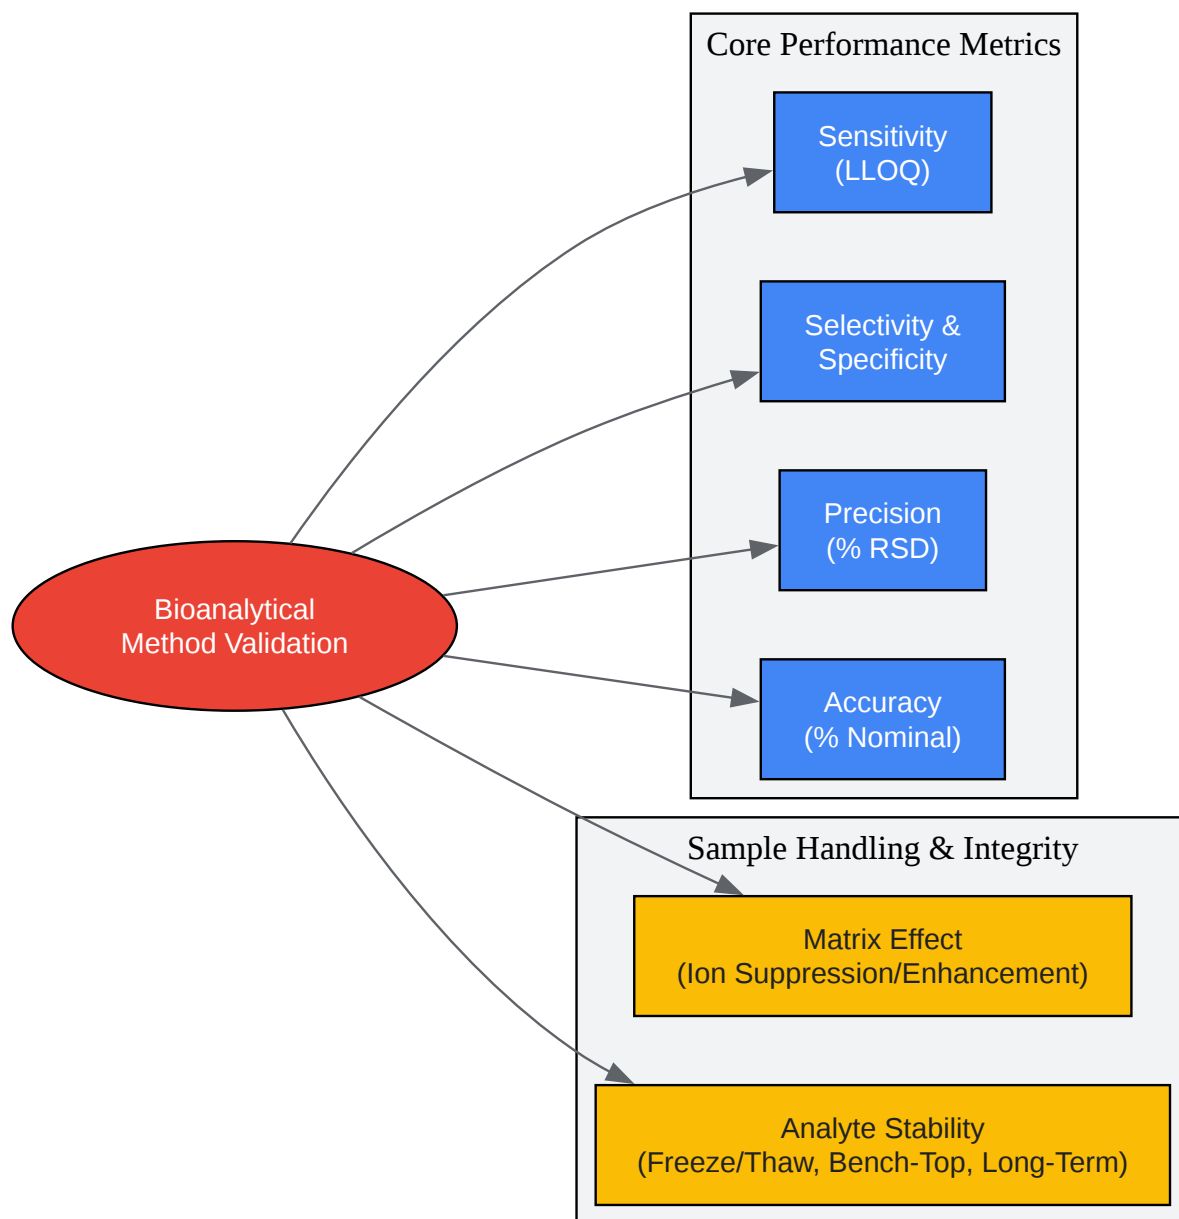 Core Performance Metrics
Sensitivity
(LLOQ)
Selectivity &
Specificity
Precision
(% RSD)
Bioanalytical
Method Validation
Accuracy
(% Nominal)
Sample Handling & Integrity
Matrix Effect
(Ion Suppression/Enhancement)
Analyte Stability
(Freeze/Thaw, Bench-Top, Long-Term)